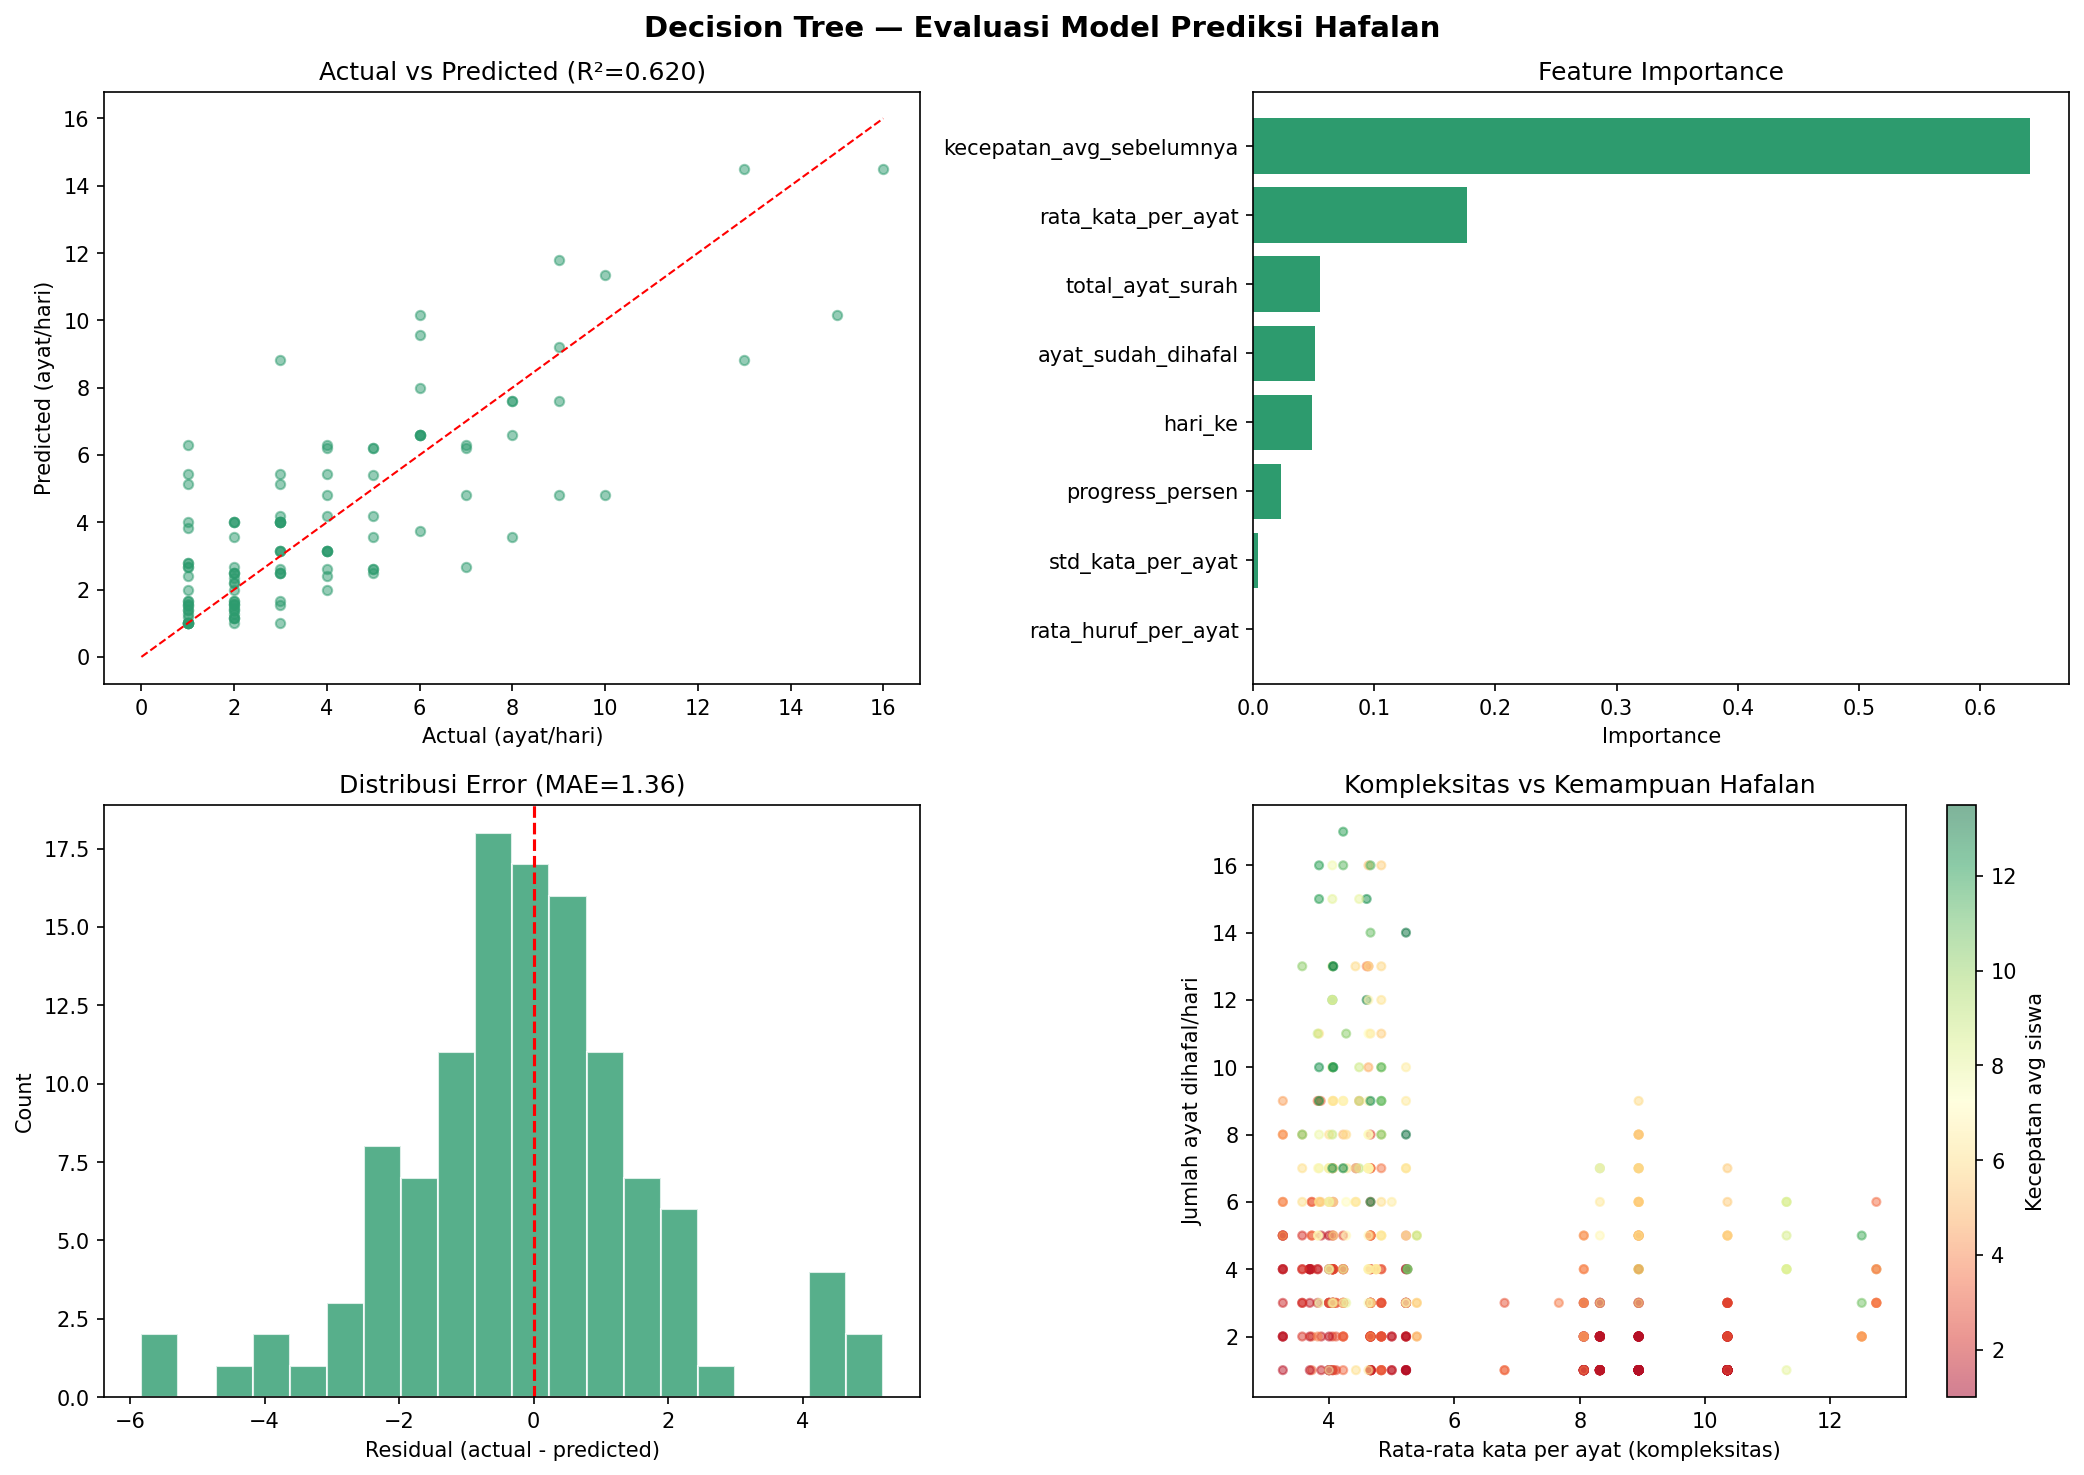 Decision Tree — Evaluasi Model Prediksi Hafalan
Actual vs Predicted (R²=0.620)
16
14
12
10
8
6
4
2
0
Predicted (ayat/hari)
0 2 4 6 8 10 12 14 16
Actual (ayat/hari)
Feature Importance
kecepatan_avg_sebelumnya
rata_kata_per_ayat
total_ayat_surah
ayat_sudah_dihafal
hari_ke
progress_persen
std_kata_per_ayat
rata_huruf_per_ayat
0.0 0.1 0.2 0.3 0.4 0.5 0.6
Importance
Distribusi Error (MAE=1.36)
17.5
15.0
12.5
10.0
7.5
5.0
2.5
0.0
Count
−6 −4 −2 0 2 4
Residual (actual - predicted)
Kompleksitas vs Kemampuan Hafalan
16
14
12
10
8
6
4
2
Jumlah ayat dihafal/hari
4 6 8 10 12
Rata-rata kata per ayat (kompleksitas)
12
10
8
6
4
2
Kecepatan avg siswa